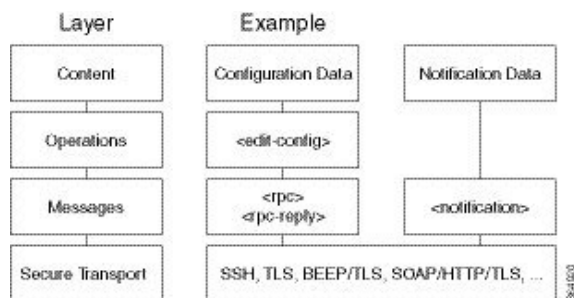 Layer Example
Content Configuration Data Notification Data
Operations <edit-config>
Messages <rpc> <notification>
<rpc-reply>
Secure Transport SSH, TLS, BEEP/TLS, SOAP/HTTP/TLS, ...